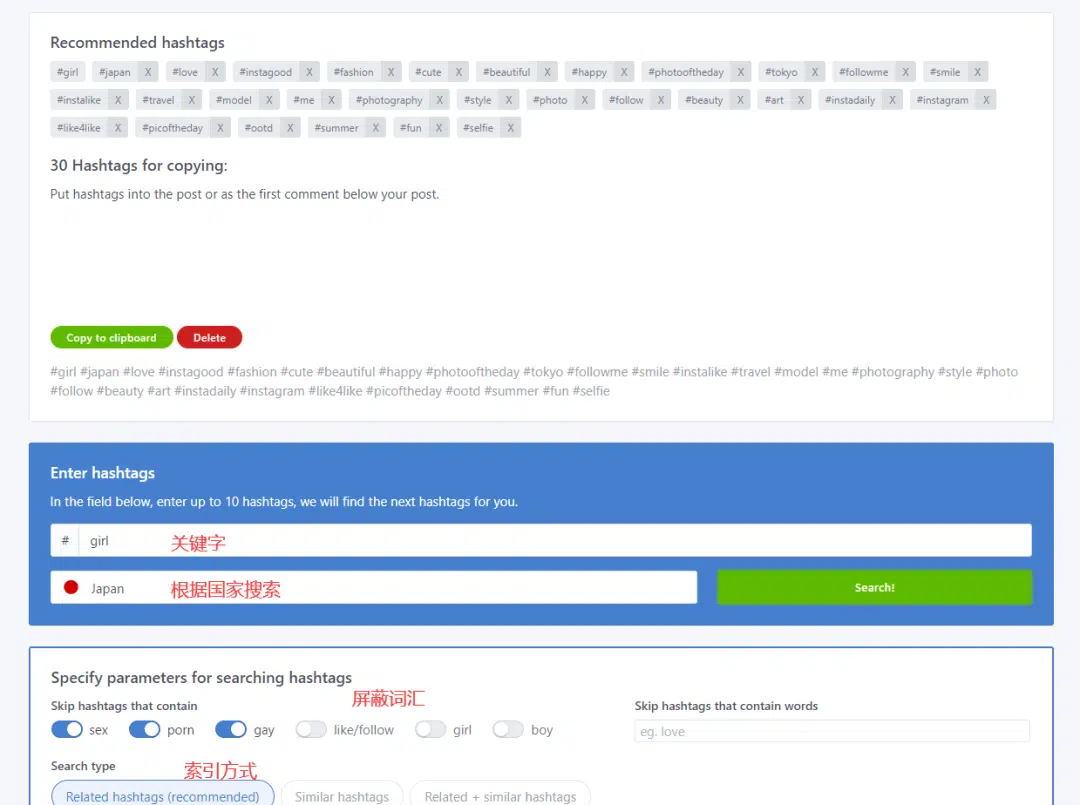 Recommended hashtags
#girl #japan X #love X #instagood X #fashion X #cute X #beautiful X #happy X #photooftheday X #tokyo X #followme X #smile X
#instalike X #travel X #model X #me X #photography X #style X #photo X #follow X #beauty X #art X #instadaily X #instagram X
#like4like X #picoftheday X #ootd X #summer X #fun X #selfie X
30 Hashtags for copying:
Put hashtags into the post or as the first comment below your post.
Copy to clipboard Delete
#girl #japan #love #instagood #fashion #cute #beautiful #happy #photooftheday #tokyo #followme #smile #instalike #travel #model #me #photography #style #photo
#follow #beauty #art #instadaily #instagram #like4like #picoftheday #ootd #summer #fun #selfie
Enter hashtags
In the field below, enter up to 10 hashtags, we will find the next hashtags for you.
# girl 关键字
Japan 根据国家搜索 Search!
Specify parameters for searching hashtags
屏蔽词汇
Skip hashtags that contain Skip hashtags that contain words
sex porn gay like/follow girl boy eg. love
Search type 索引方式
Related hashtags (recommended) Similar hashtags Related + similar hashtags